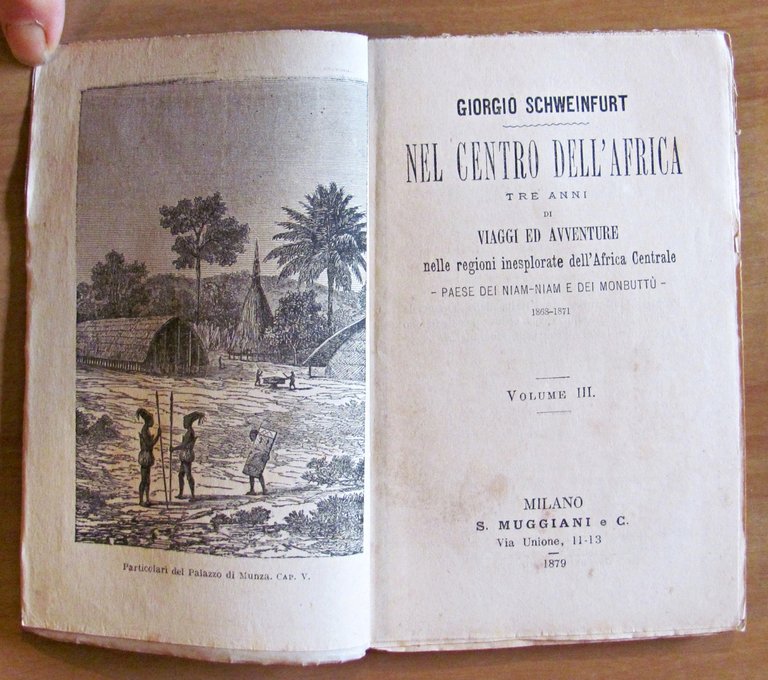 Particolari del Palazzo di Munza. CAP. V.
GIORGIO SCHWEINFURT
NEL CENTRO DELL'AFRICA
TRE ANNI
DI
VIAGGI ED AVVENTURE
nelle regioni inesplorate dell'Africa Centrale
- PAESE DEI NIAM-NIAM E DEI MONBUTTÙ -
1868-1871
VOLUME III.
MILANO
S. MUGGIANI e C.
Via Unione, 11-13
1879